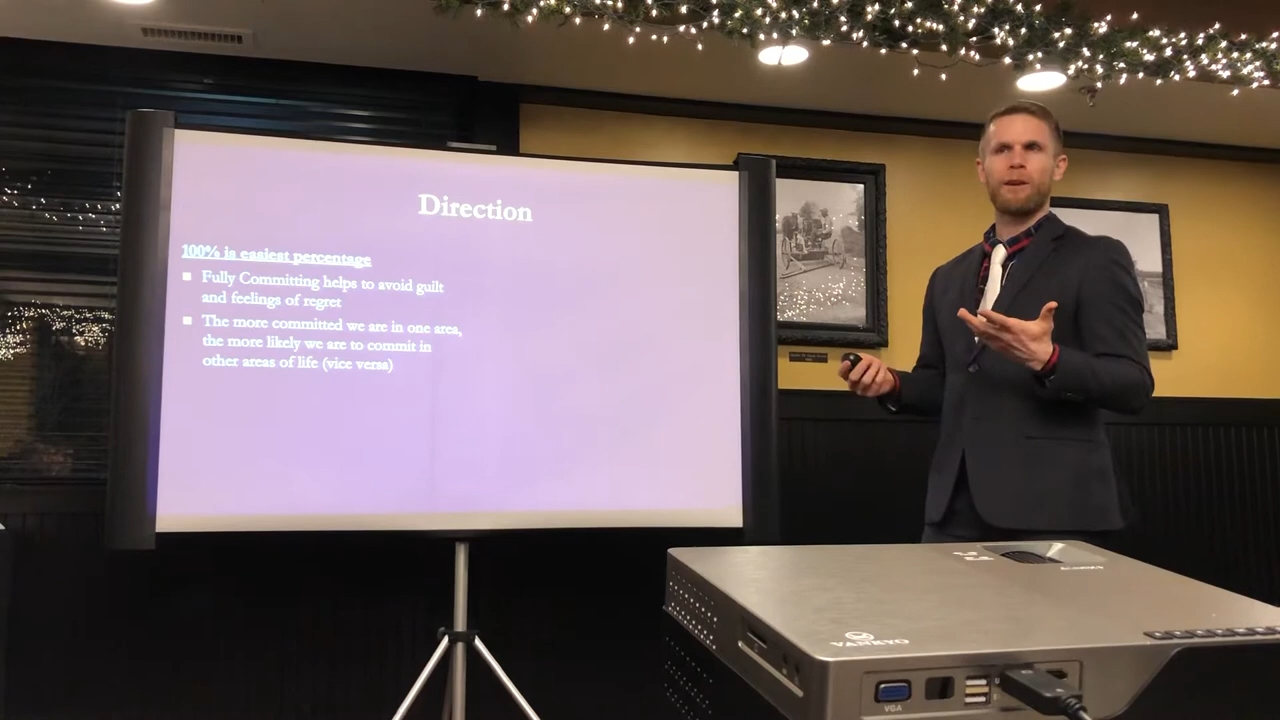 Direction
100% is easiest percentage
Fully Committing helps to avoid guilt
and feelings of regret
The more committed we are in one area,
the more likely we are to commit in
other areas of life (vice versa)
VANKYO
VGA